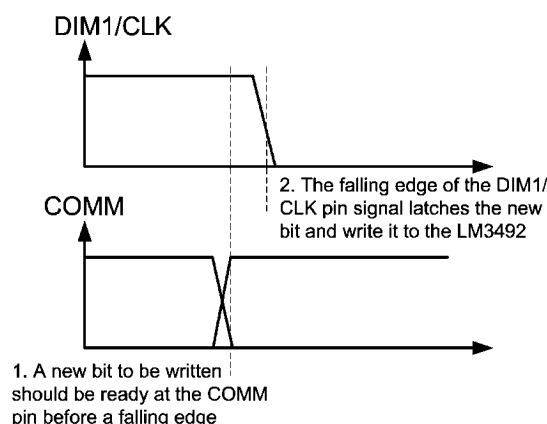 DIM1/CLK
2. The falling edge of the DIM1/
CLK pin signal latches the new
bit and write it to the LM3492
COMM
1. A new bit to be written
should be ready at the COMM
pin before a falling edge